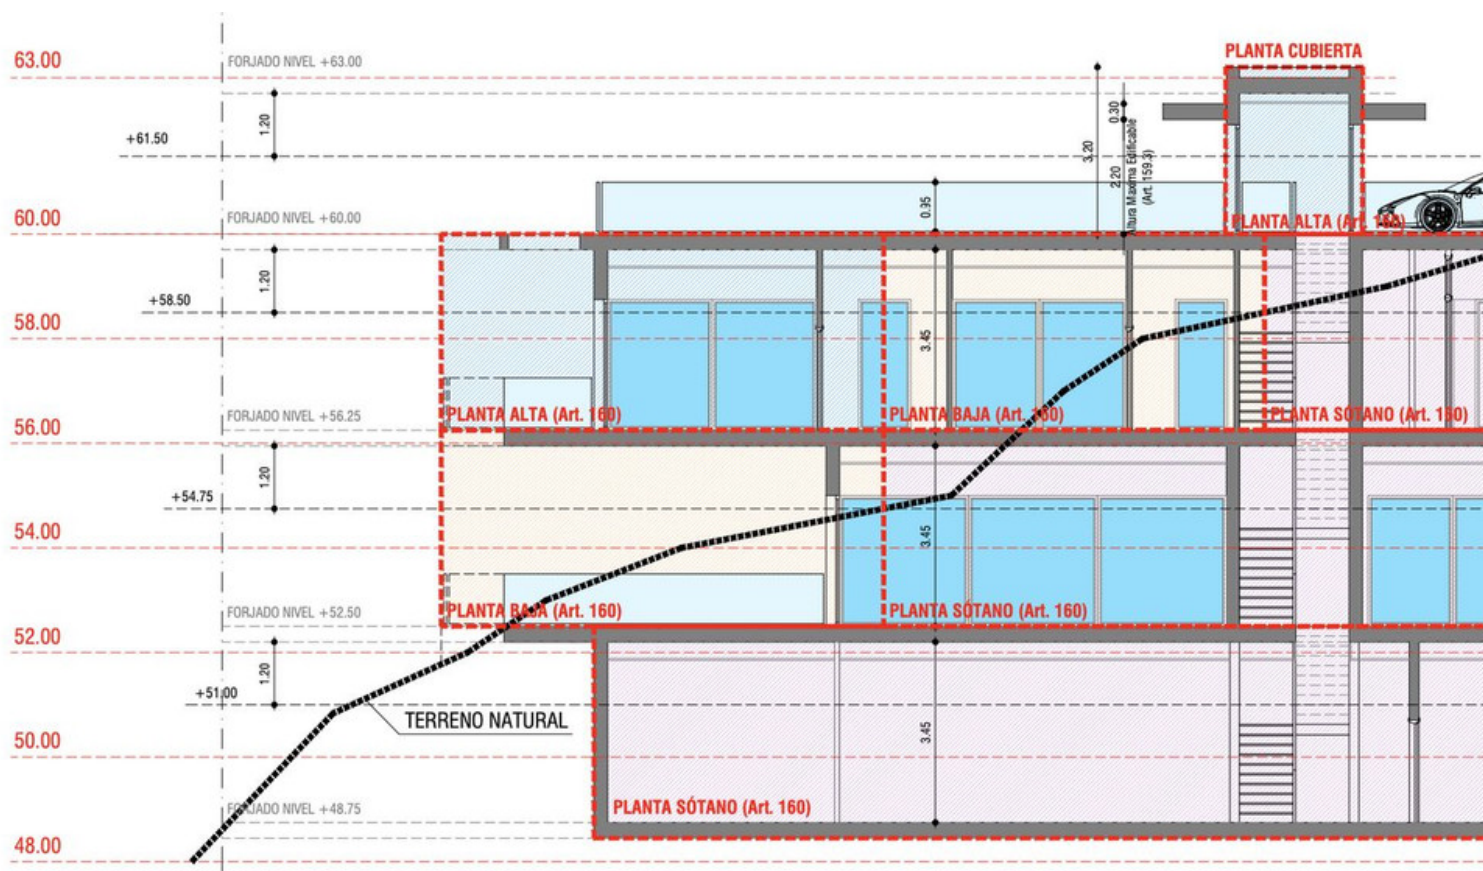 PLANTA CUBIERTA
63.00
FORJADO NIVEL +63.00
1.20
0.30
+61.50
3.20
2.20
Altura Maxima Edificable
(Art. 159.3)
0.95
60.00
FORJADO NIVEL +60.00
PLANTA ALTA (Art. 160)
1.20
+58.50
58.00
3.45
56.00
FORJADO NIVEL +56.25
PLANTA ALTA (Art. 160)
PLANTA BAJA (Art. 160)
PLANTA SÓTANO (Art. 160)
1.20
+54.75
54.00
3.45
FORJADO NIVEL +52.50
PLANTA BAJA (Art. 160)
PLANTA SÓTANO (Art. 160)
52.00
1.20
+51.00
TERRENO NATURAL
50.00
3.45
FORJADO NIVEL +48.75
PLANTA SÓTANO (Art. 160)
48.00